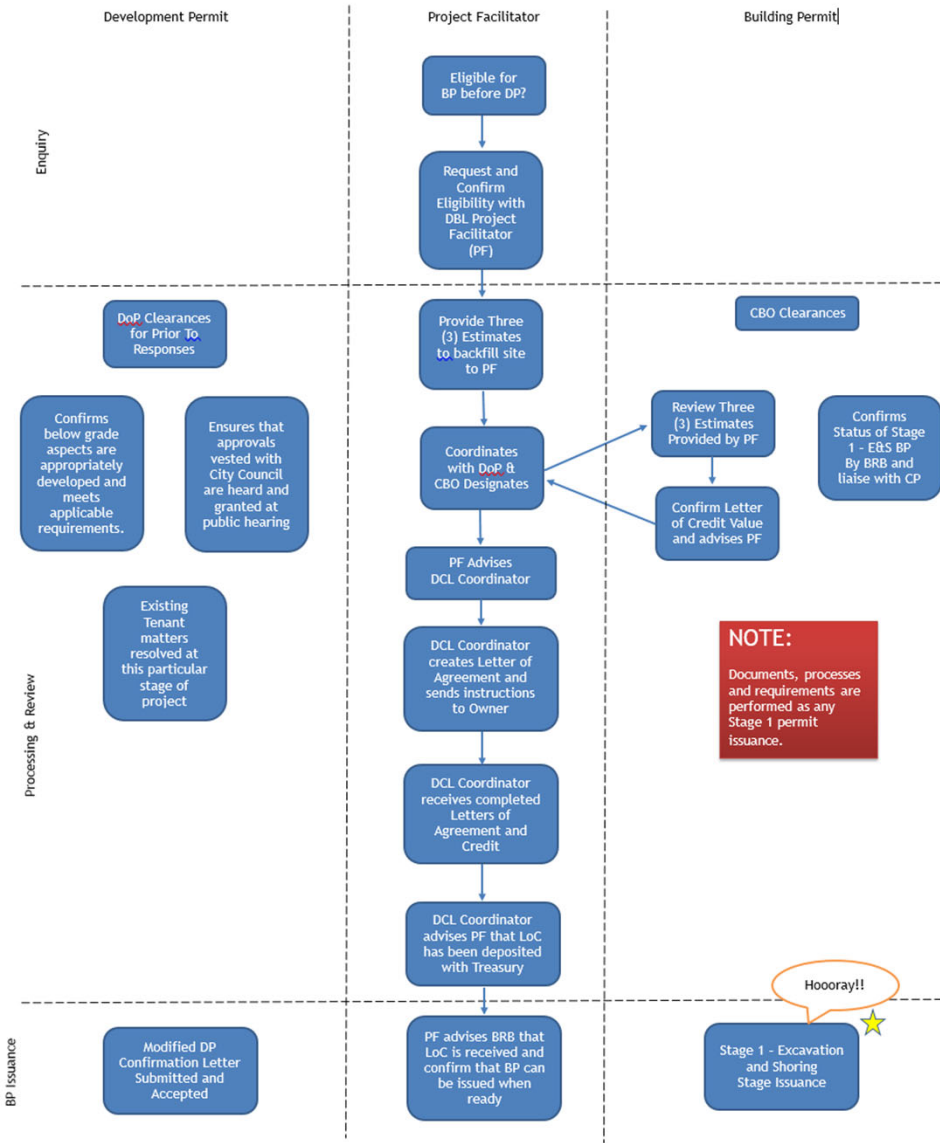 Development Permit
Project Facilitator
Building Permit
Enquiry
Eligible for
BP before DP?
Request and
Confirm
Eligibility with
DBL Project
Facilitator
(PF)
Processing & Review
DoP Clearances
for Prior To
Responses
Confirms
below grade
aspects are
appropriately
developed and
meets
applicable
requirements.
Ensures that
approvals
vested with
City Council
are heard and
granted at
public hearing
Existing
Tenant
matters
resolved at
this particular
stage of
project
Provide Three
(3) Estimates
to backfill site
to PF
Coordinates
with DoP &
CBO Designates
PF Advises
DCL Coordinator
DCL Coordinator
creates Letter of
Agreement and
sends instructions
to Owner
DCL Coordinator
receives completed
Letters of
Agreement and
Credit
DCL Coordinator
advises PF that LoC
has been deposited
with Treasury
CBO Clearances
Review Three
(3) Estimates
Provided by PF
Confirm Letter
of Credit Value
and advises PF
Confirms
Status of Stage
1 - E&S BP
By BRB and
liaise with CP
NOTE:
Documents, processes
and requirements are
performed as any
Stage 1 permit
issuance.
BP Issuance
Modified DP
Confirmation Letter
Submitted and
Accepted
PF advises BRB that
LoC is received and
confirm that BP can
be issued when
ready
Hoooray!!
Stage 1 - Excavation
and Shoring
Stage Issuance